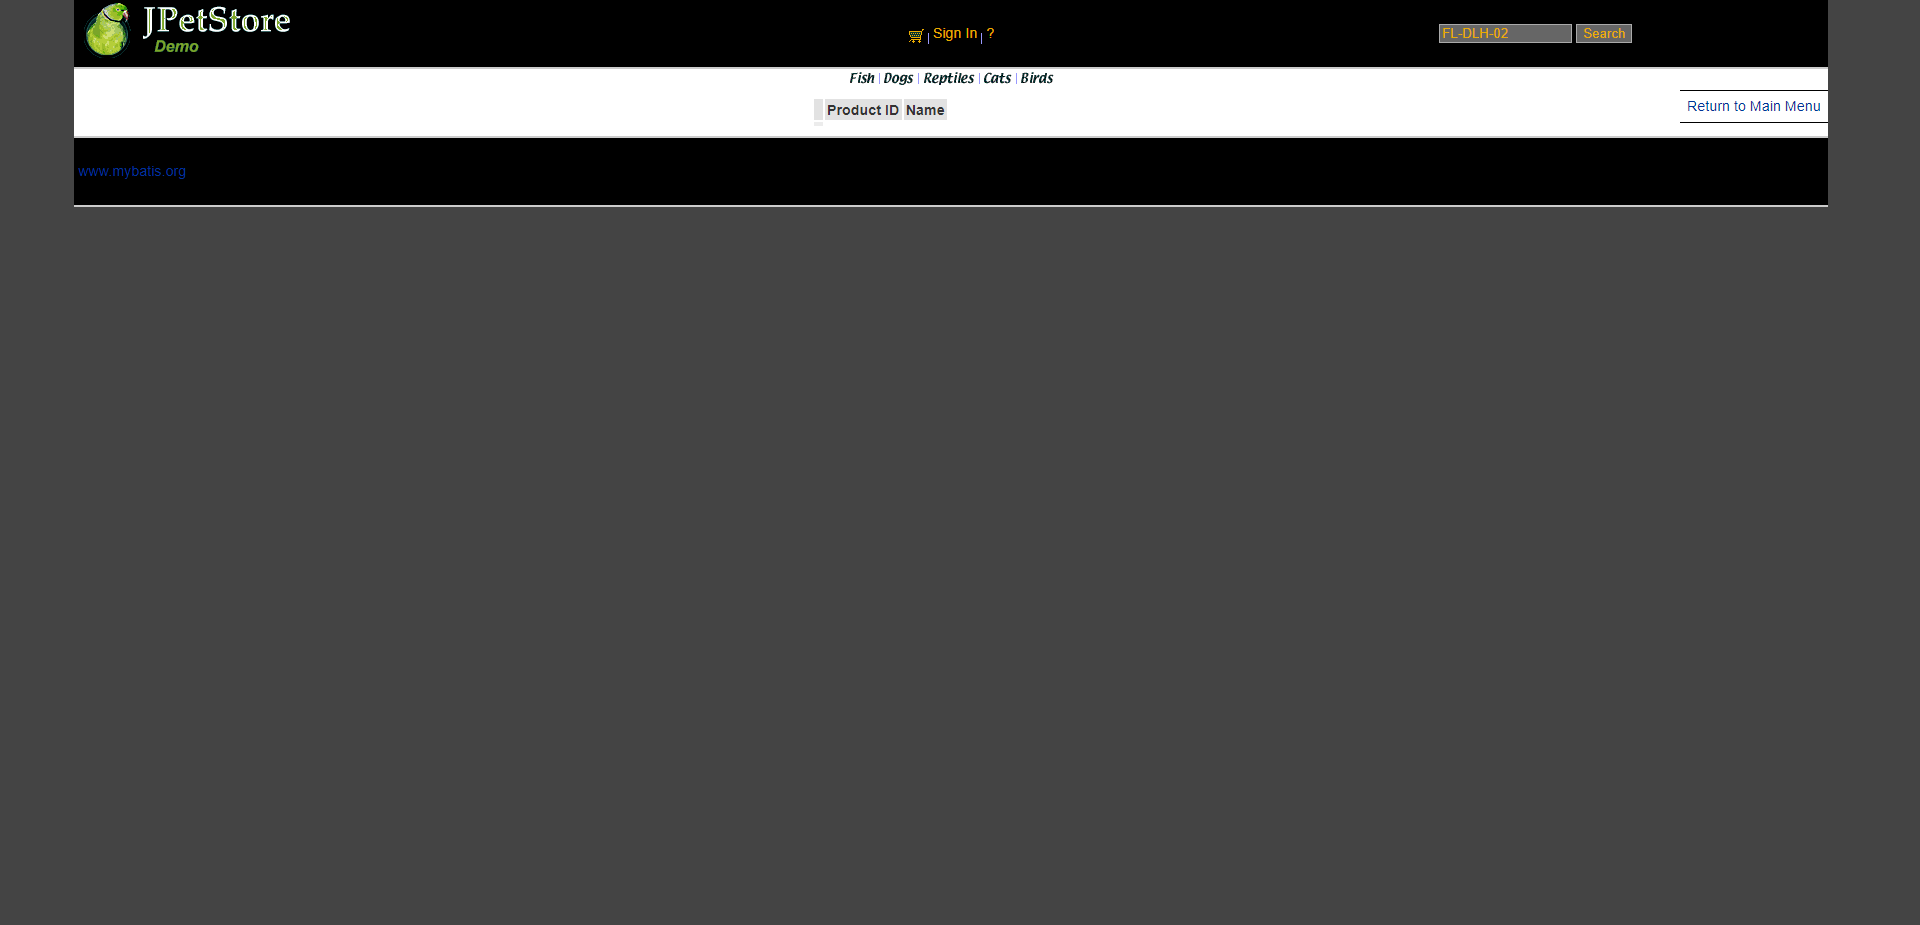 JPetStore
Demo
Sign In ?
FL-DLH-02 Search
Fish Dogs Reptiles Cats Birds
Return to Main Menu
Product ID Name
www.mybatis.org